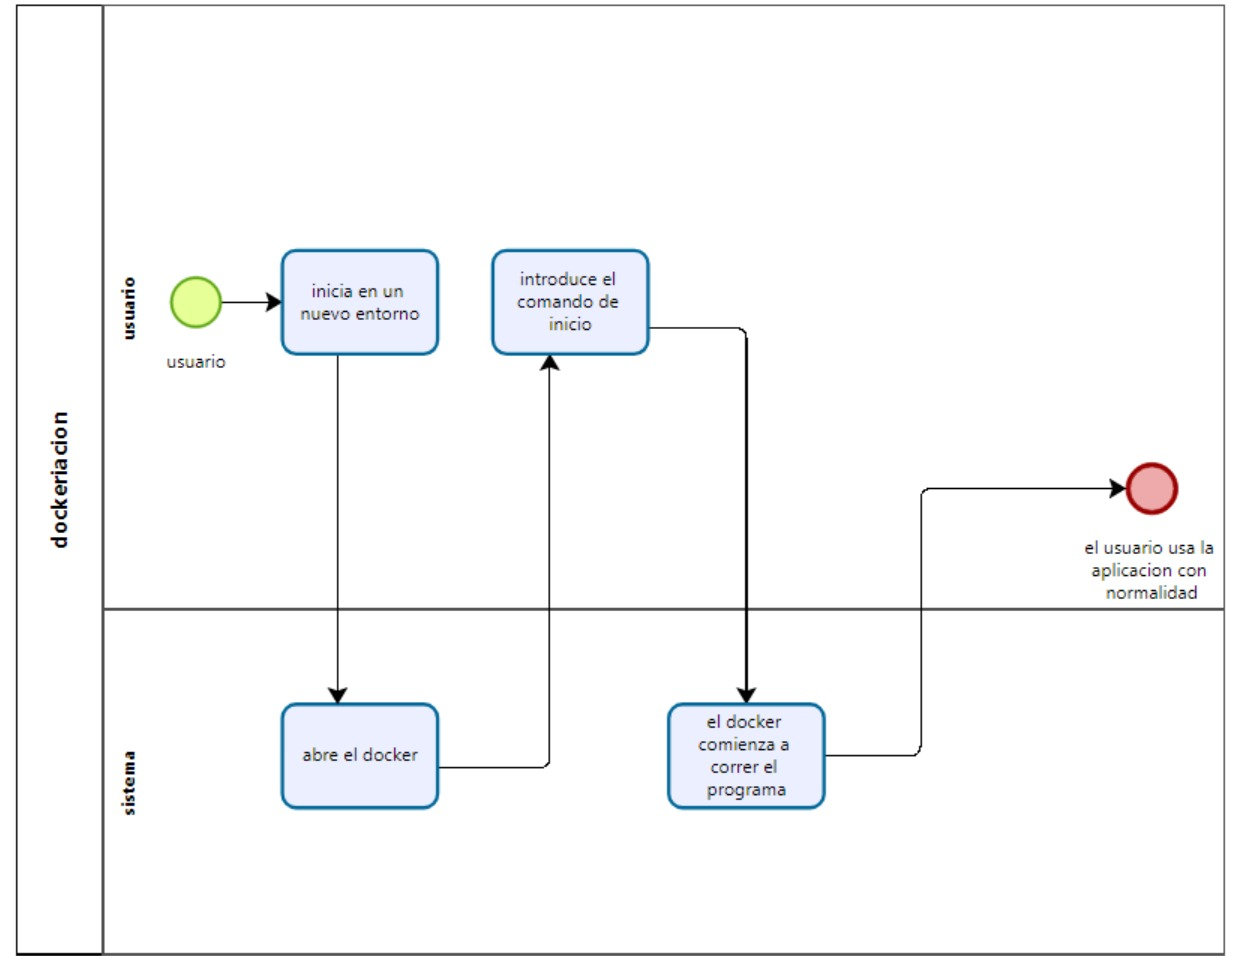 dockeriacion
usuario
usuario
inicia en un
nuevo entorno
introduce el
comando de
inicio
el usuario usa la
aplicacion con
normalidad
sistema
abre el docker
el docker
comienza a
correr el
programa